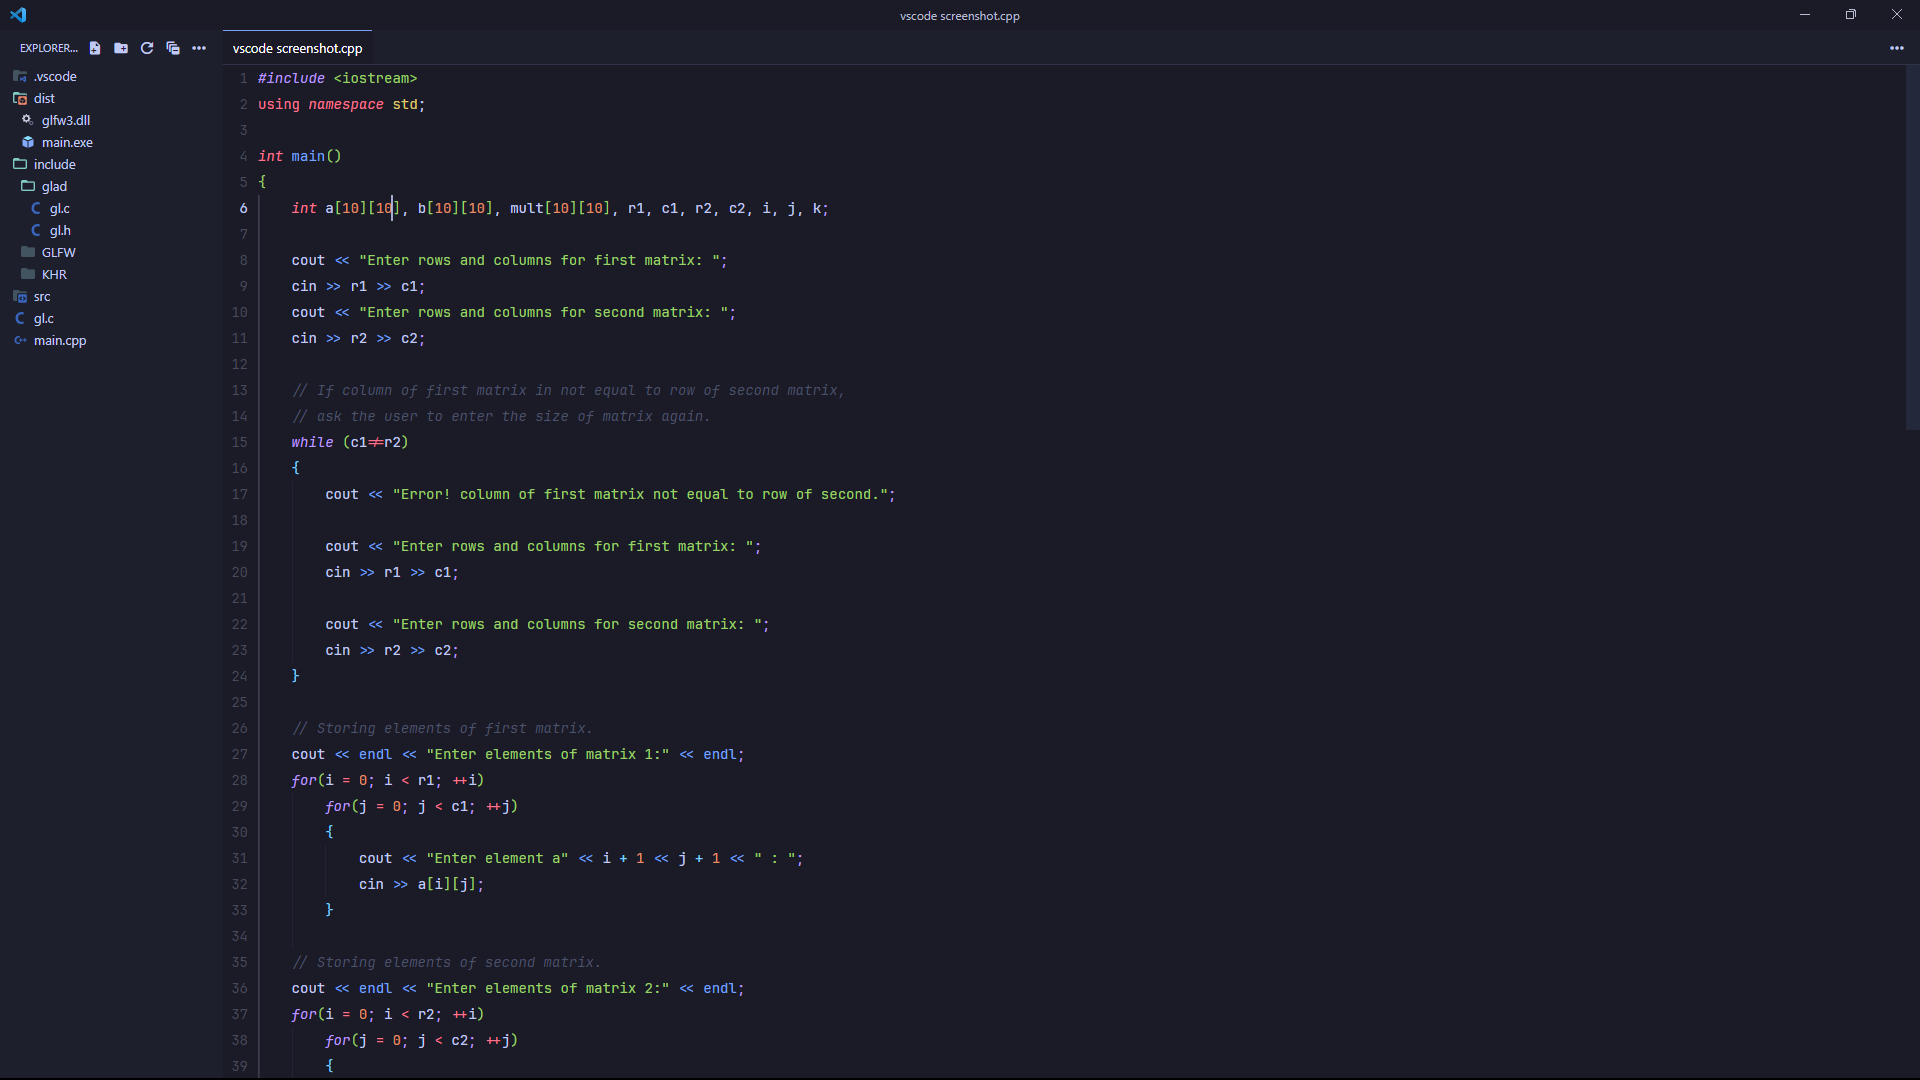 vscode screenshot.cpp
EXPLORER...
.vscode
dist
glfw3.dll
main.exe
include
glad
gl.c
gl.h
GLFW
KHR
src
gl.c
main.cpp
vscode screenshot.cpp
1 #include <iostream>
2 using namespace std;
3
4 int main()
5 {
6 int a[10][10], b[10][10], mult[10][10], r1, c1, r2, c2, i, j, k;
7
8 cout << "Enter rows and columns for first matrix: ";
9 cin >> r1 >> c1;
10 cout << "Enter rows and columns for second matrix: ";
11 cin >> r2 >> c2;
12
13 // If column of first matrix in not equal to row of second matrix,
14 // ask the user to enter the size of matrix again.
15 while (c1!=r2)
16 {
17 cout << "Error! column of first matrix not equal to row of second.";
18
19 cout << "Enter rows and columns for first matrix: ";
20 cin >> r1 >> c1;
21
22 cout << "Enter rows and columns for second matrix: ";
23 cin >> r2 >> c2;
24 }
25
26 // Storing elements of first matrix.
27 cout << endl << "Enter elements of matrix 1:" << endl;
28 for(i = 0; i < r1; ++i)
29 for(j = 0; j < c1; ++j)
30 {
31 cout << "Enter element a" << i + 1 << j + 1 << " : ";
32 cin >> a[i][j];
33 }
34
35 // Storing elements of second matrix.
36 cout << endl << "Enter elements of matrix 2:" << endl;
37 for(i = 0; i < r2; ++i)
38 for(j = 0; j < c2; ++j)
39 {